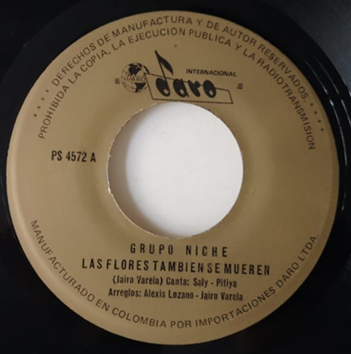 **** DERECHOS DE MANUFACTURA Y DE AUTOR RESERVADOS ****
PROHIBIDA LA COPIA, LA EJECUCION PUBLICA Y LA RADIOTRANSMISION
INTERNACIONAL
DARO
daro
PS 4572 A
GRUPO NICHE
LAS FLORES TAMBIEN SE MUEREN
(Jairo Varela) Canta: Saly - Pitiya
Arreglos: Alexis Lozano - Jairo Varela
MANUFACTURADO EN COLOMBIA POR IMPORTACIONES DARO LTDA.